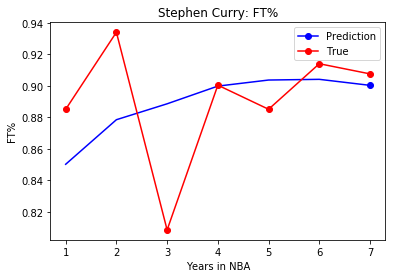 Stephen Curry: FT%
Prediction
True
FT%
0.94
0.92
0.90
0.88
0.86
0.84
0.82
1 2 3 4 5 6 7
Years in NBA